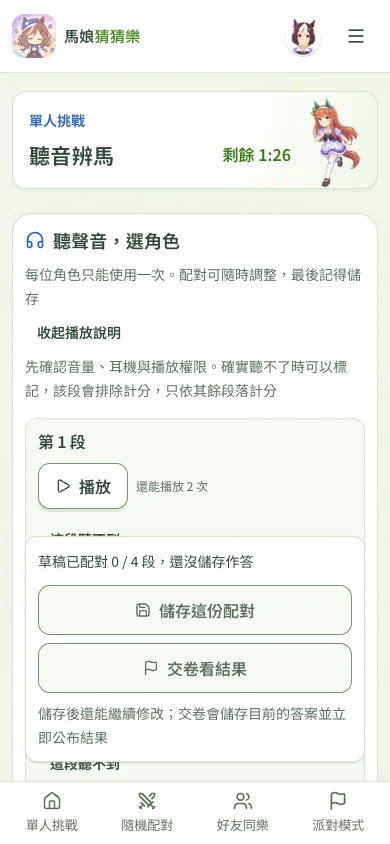 馬娘猜猜樂
單人挑戰
聽音辨馬
剩餘 1:26
聽聲音，選角色
每位角色只能使用一次。配對可隨時調整，最後記得儲
存
收起播放說明
先確認音量、耳機與播放權限。確實聽不了時可以標
記，該段會排除計分，只依其餘段落計分
第 1 段
播放
還能播放 2 次
草稿已配對 0 / 4 段，還沒儲存作答
儲存這份配對
交卷看結果
儲存後還能繼續修改；交卷會儲存目前的答案並立
即公布結果
這段聽不到
單人挑戰
隨機配對
好友同樂
派對模式